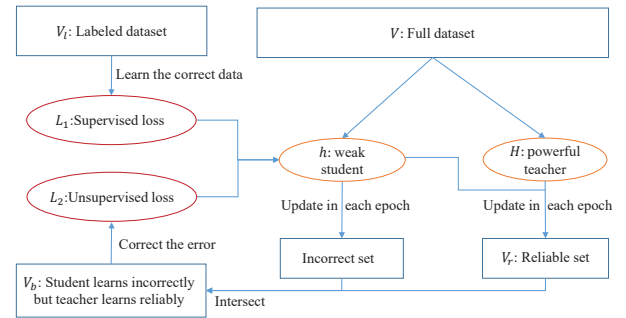 V_l: Labeled dataset
V: Full dataset
Learn the correct data
L_1:Supervised loss
h: weak
student
H: powerful
teacher
L_2:Unsupervised loss
Update in each epoch
Update in each epoch
Correct the error
Incorrect set
V_r: Reliable set
V_b: Student learns incorrectly
but teacher learns reliably
Intersect